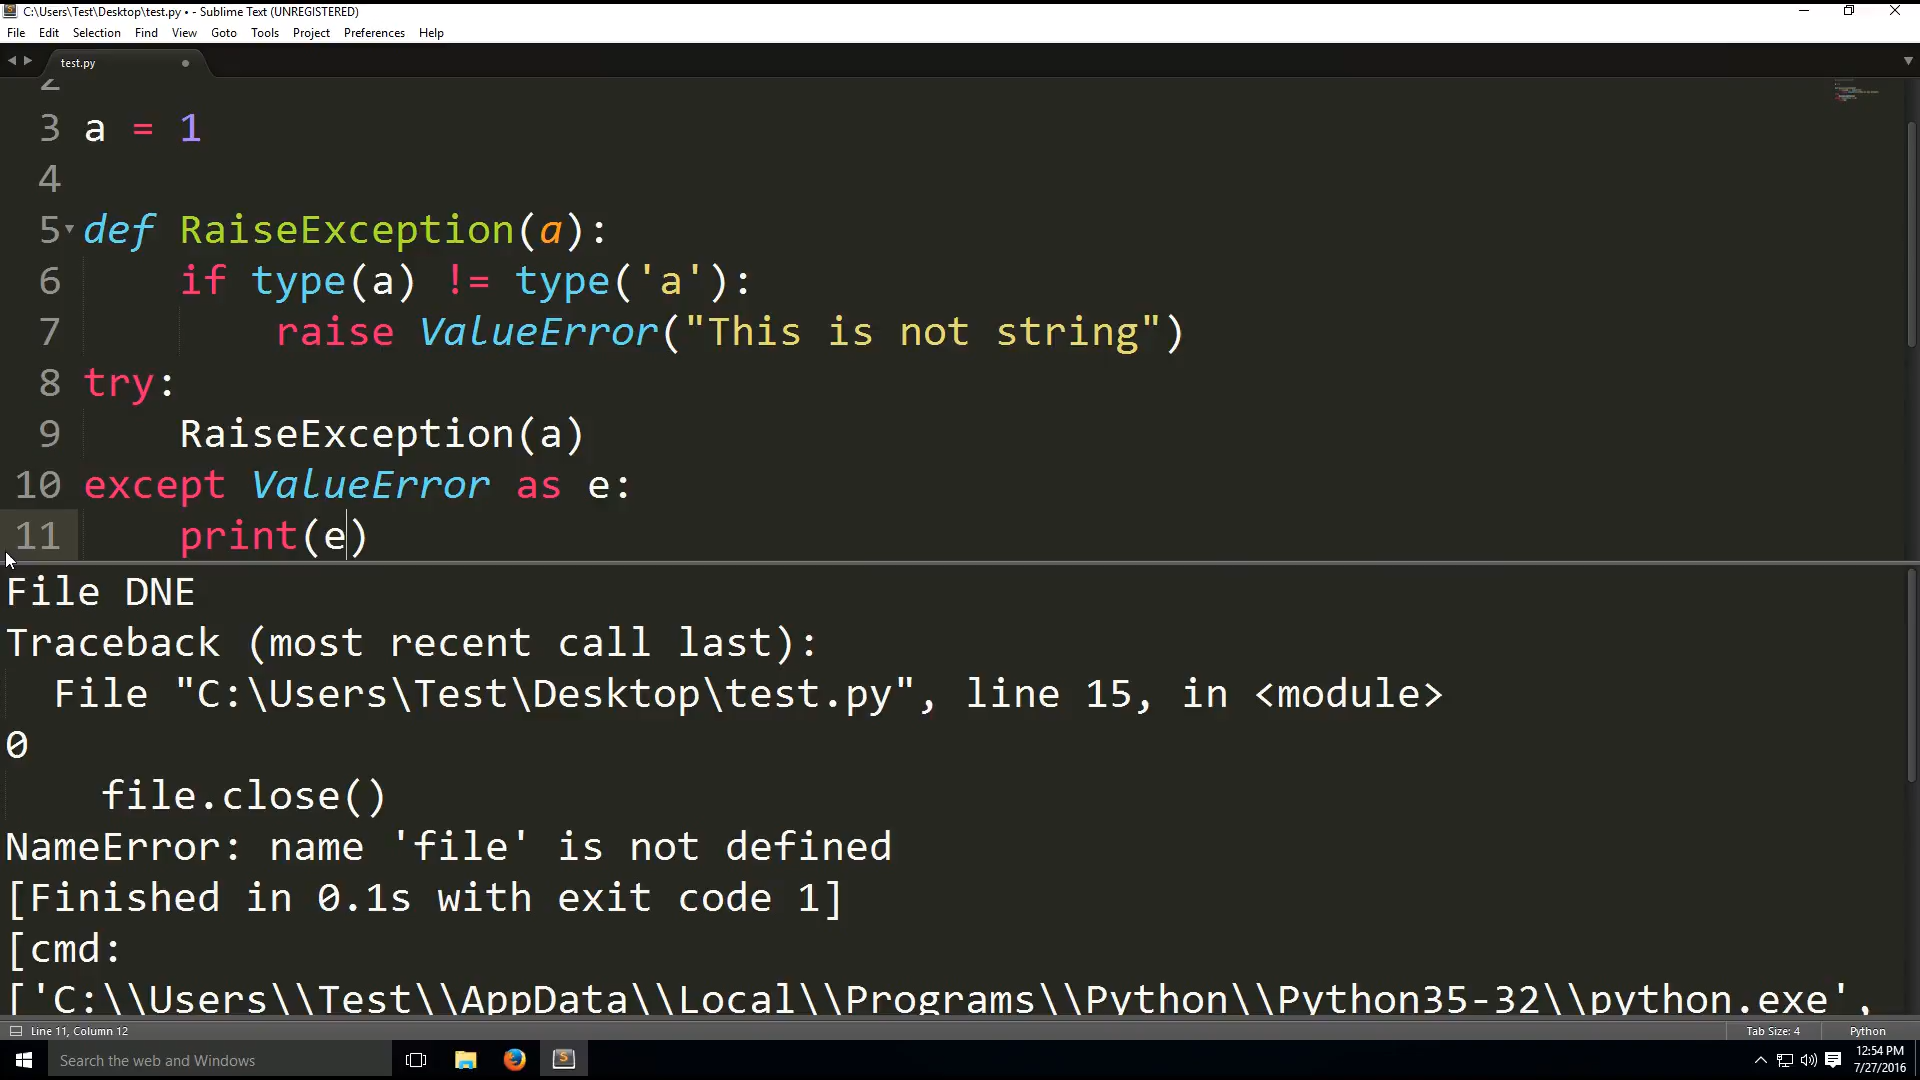 C:\Users\Test\Desktop\test.py • - Sublime Text (UNREGISTERED)
File Edit Selection Find View Goto Tools Project Preferences Help
test.py
2
3 a = 1
4
5 def RaiseException(a):
6 if type(a) != type('a'):
7 raise ValueError("This is not string")
8 try:
9 RaiseException(a)
10 except ValueError as e:
11 print(e)
File DNE
Traceback (most recent call last):
File "C:\Users\Test\Desktop\test.py", line 15, in <module>
0
file.close()
NameError: name 'file' is not defined
[Finished in 0.1s with exit code 1]
[cmd:
['C:\\Users\\Test\\AppData\\Local\\Programs\\Python\\Python35-32\\python.exe',
Line 11, Column 12 Tab Size: 4 Python
Search the web and Windows
12:54 PM
7/27/2016